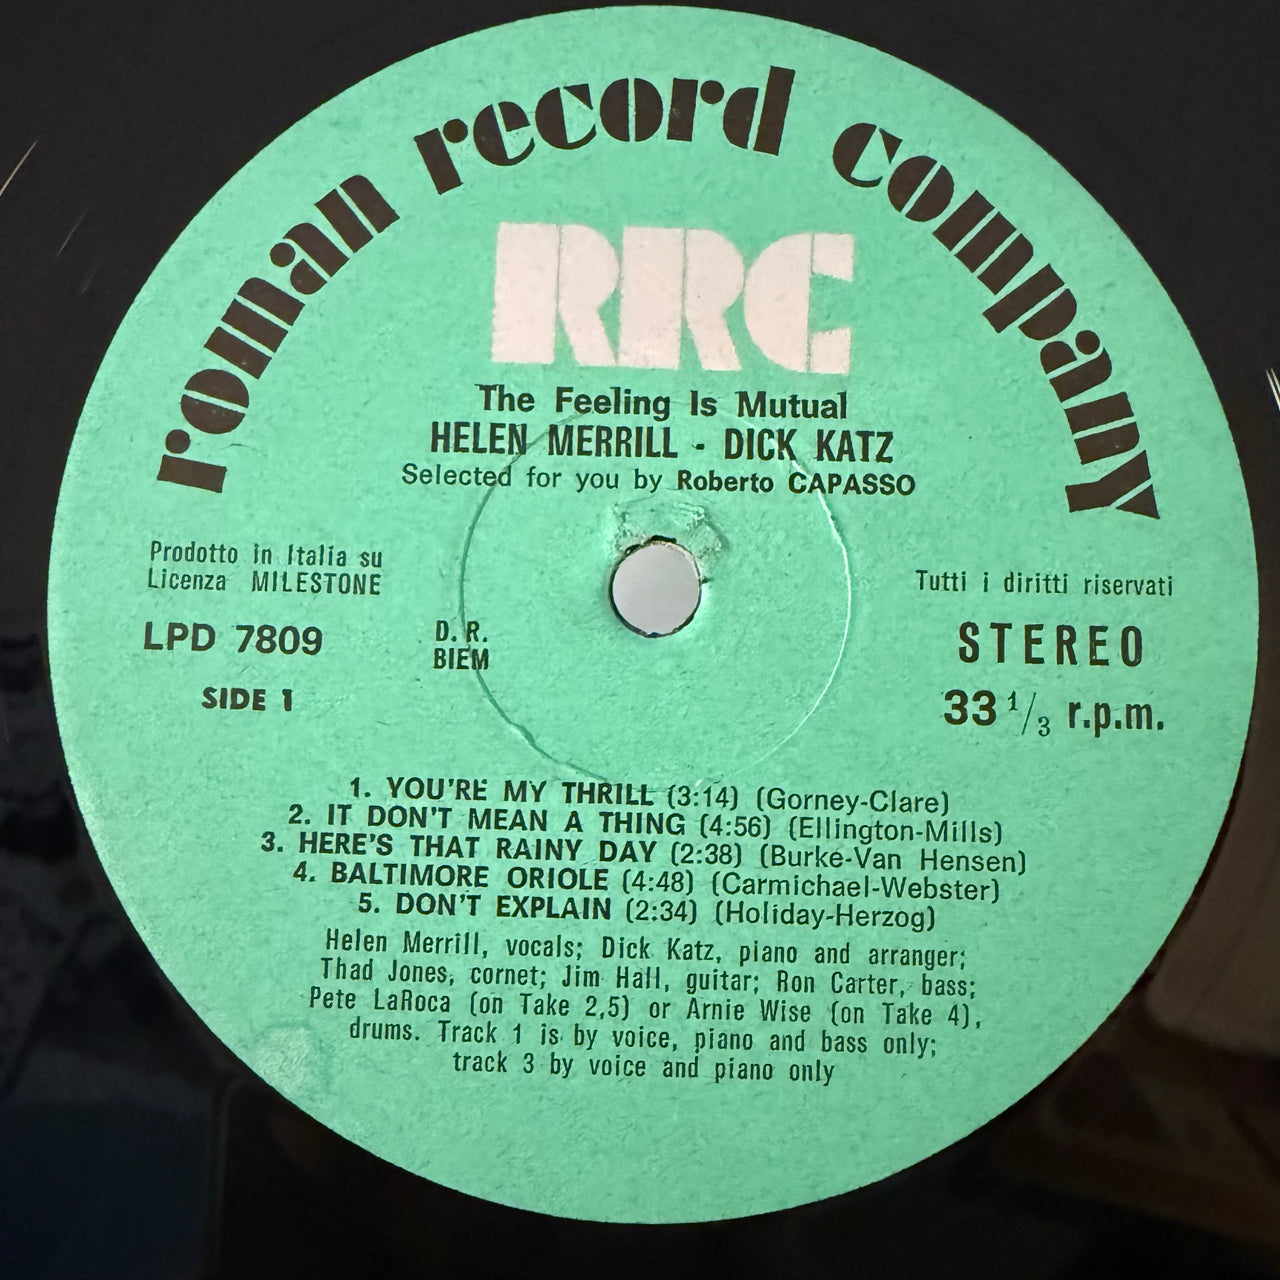 roman record company
RRC
The Feeling Is Mutual
HELEN MERRILL - DICK KATZ
Selected for you by Roberto CAPASSO
Prodotto in Italia su
Licenza MILESTONE
LPD 7809
SIDE 1
D. R.
BIEM
Tutti i diritti riservati
STEREO
33 1/3 r.p.m.
1. YOU'RE MY THRILL (3:14) (Gorney-Clare)
2. IT DON'T MEAN A THING (4:56) (Ellington-Mills)
3. HERE'S THAT RAINY DAY (2:38) (Burke-Van Hensen)
4. BALTIMORE ORIOLE (4:48) (Carmichael-Webster)
5. DON'T EXPLAIN (2:34) (Holiday-Herzog)
Helen Merrill, vocals; Dick Katz, piano and arranger;
Thad Jones, cornet; Jim Hall, guitar; Ron Carter, bass;
Pete LaRoca (on Take 2,5) or Arnie Wise (on Take 4),
drums. Track 1 is by voice, piano and bass only;
track 3 by voice and piano only